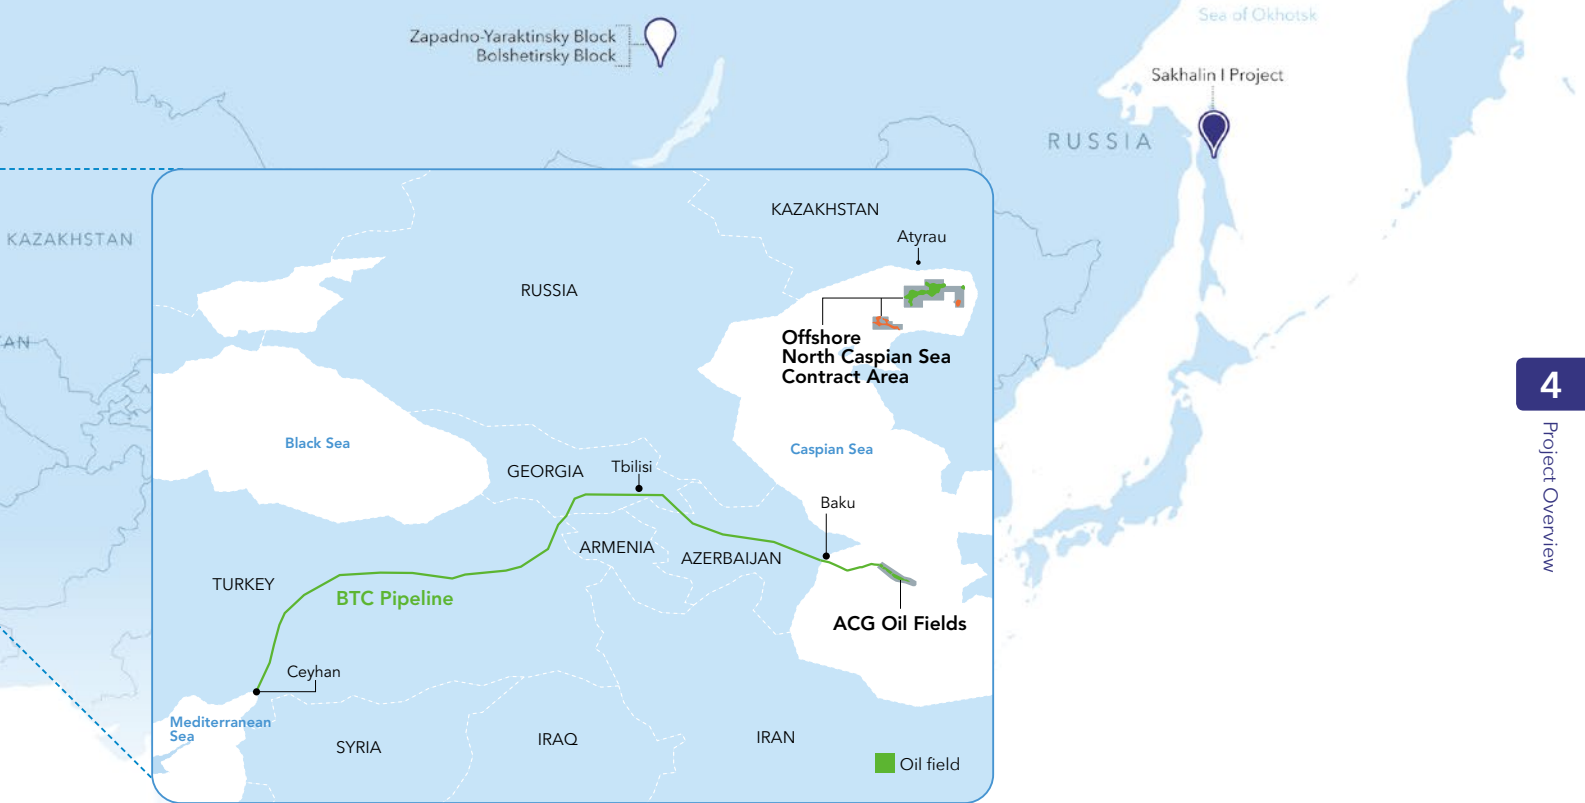 Sea of Okhotsk
Zapadno-Yaraktinsky Block
Bolshetirsky Block
Sakhalin I Project
RUSSIA
KAZAKHSTAN
KAZAKHSTAN
Atyrau
RUSSIA
AN
Offshore
North Caspian Sea
Contract Area
4
Project Overview
Black Sea
Caspian Sea
GEORGIA
Tbilisi
Baku
ARMENIA
AZERBAIJAN
TURKEY
BTC Pipeline
ACG Oil Fields
Ceyhan
Mediterranean
Sea
SYRIA
IRAQ
IRAN
Oil field